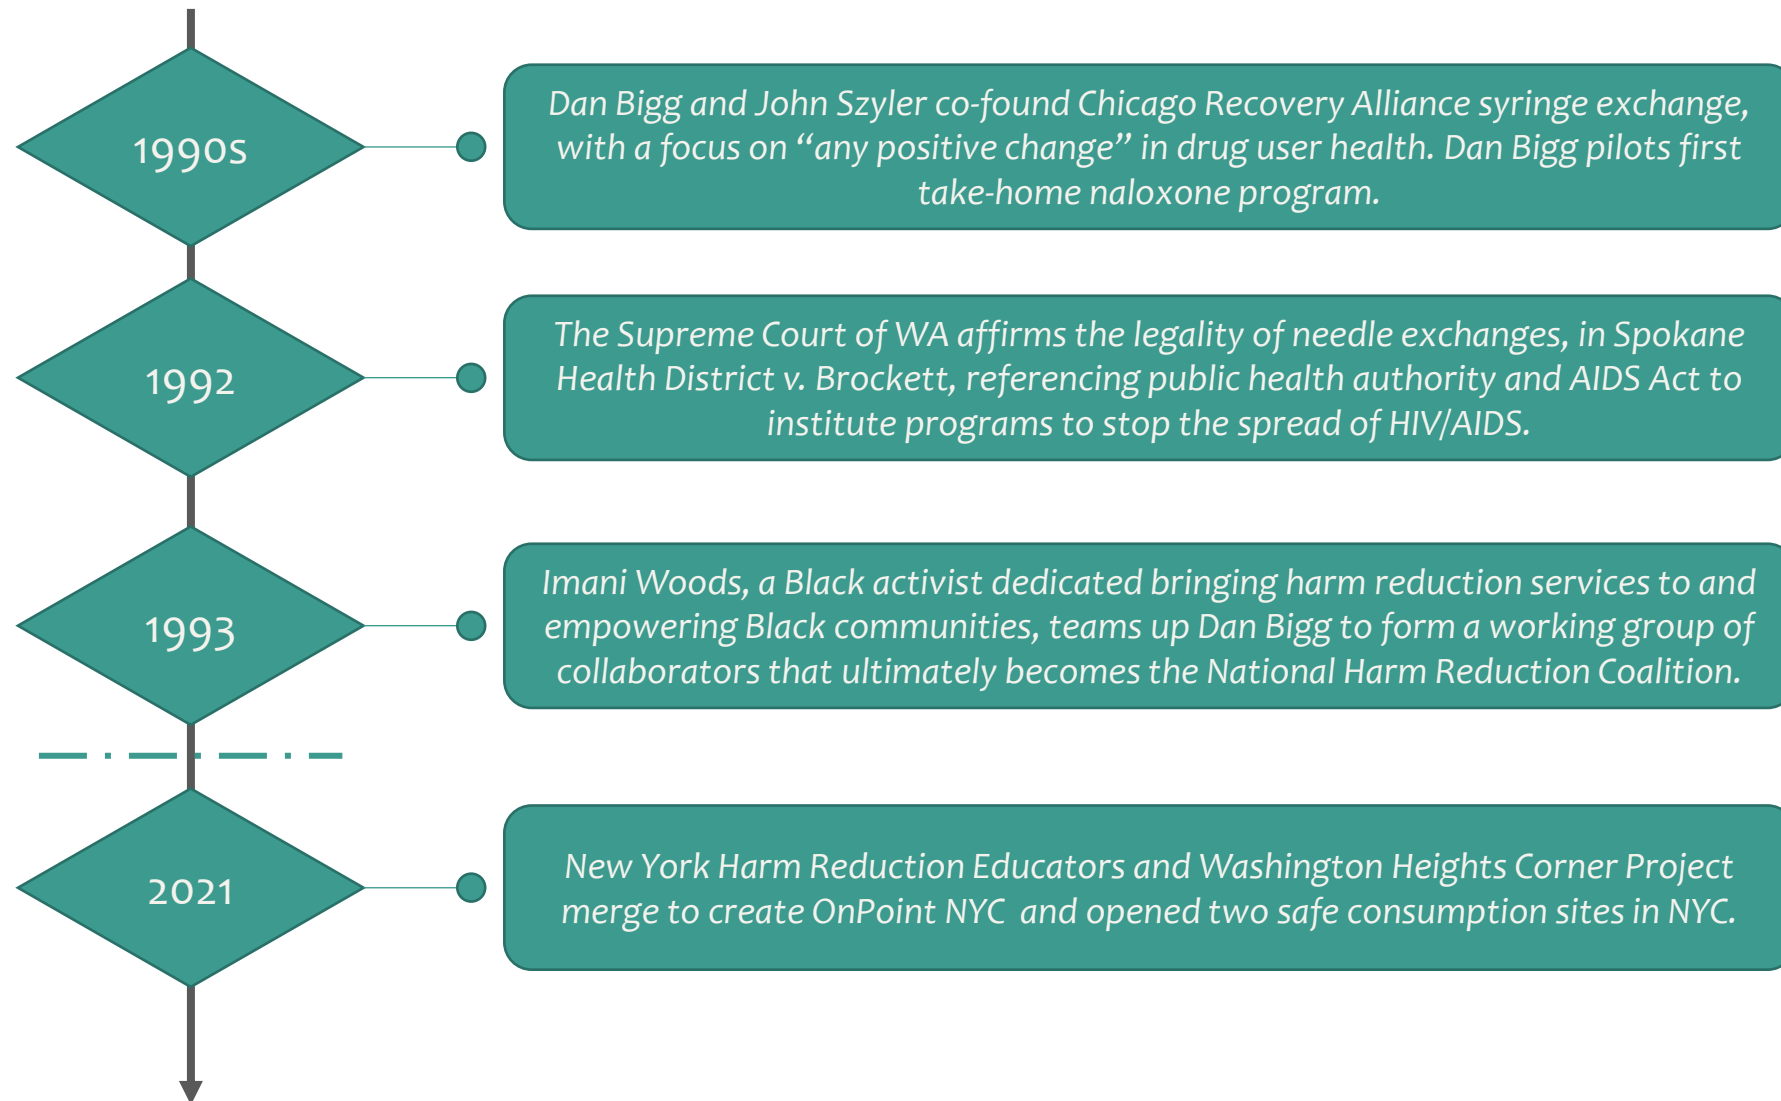 1990s
Dan Bigg and John Szyler co-found Chicago Recovery Alliance syringe exchange,
with a focus on “any positive change” in drug user health. Dan Bigg pilots first
take-home naloxone program.
1992
The Supreme Court of WA affirms the legality of needle exchanges, in Spokane
Health District v. Brockett, referencing public health authority and AIDS Act to
institute programs to stop the spread of HIV/AIDS.
1993
Imani Woods, a Black activist dedicated bringing harm reduction services to and
empowering Black communities, teams up Dan Bigg to form a working group of
collaborators that ultimately becomes the National Harm Reduction Coalition.
2021
New York Harm Reduction Educators and Washington Heights Corner Project
merge to create OnPoint NYC  and opened two safe consumption sites in NYC.